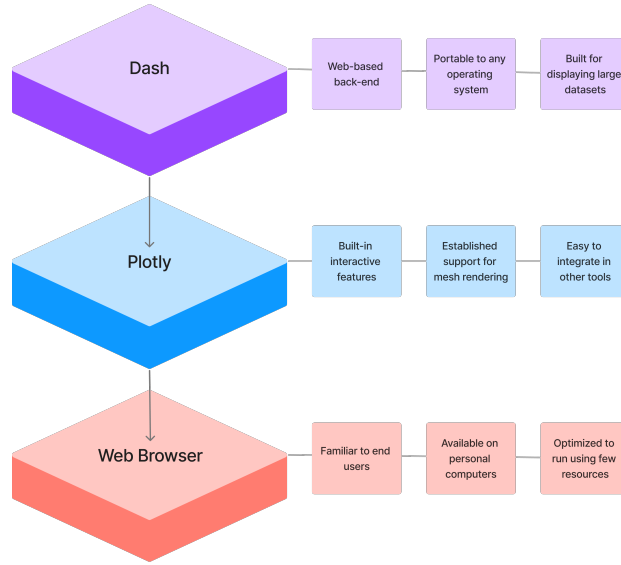 Dash
Web-based
back-end
Portable to any
operating
system
Built for
displaying large
datasets
Plotly
Built-in
interactive
features
Established
support for
mesh rendering
Easy to
integrate in
other tools
Web Browser
Familiar to end
users
Available on
personal
computers
Optimized to
run using few
resources